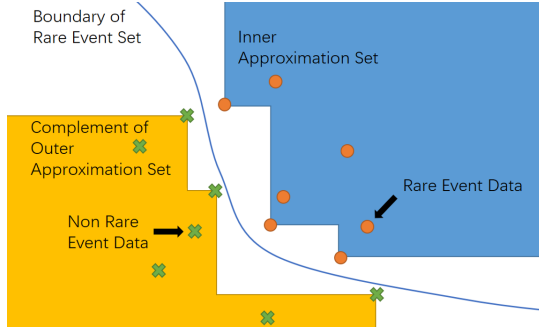 Boundary of
Rare Event Set
Inner
Approximation Set
Complement of
Outer
Approximation Set
Rare Event Data
Non Rare
Event Data